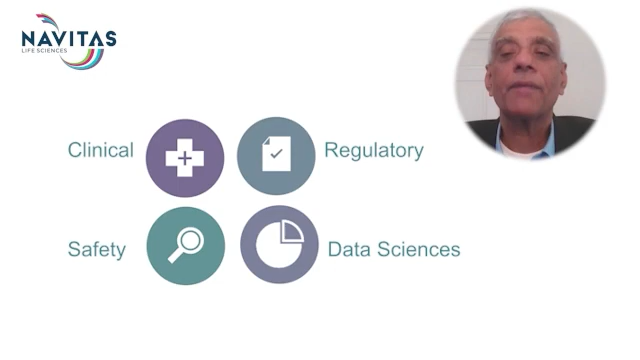 NAVITAS
LIFE SCIENCES
Clinical
Regulatory
Safety
Data Sciences